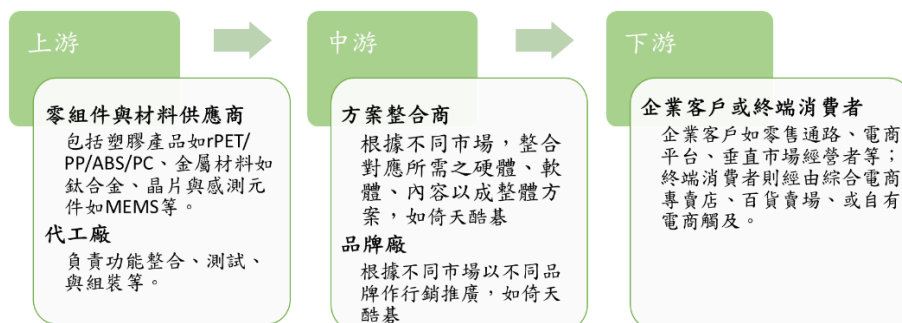 上游
零組件與材料供應商
包括塑膠產品如rPET/
PP/ABS/PC、金屬材料如
鈦合金、晶片與感測元
件如MEMS等。
代工廠
負責功能整合、測試、
與組裝等。
中游
方案整合商
根據不同市場，整合
對應所需之硬體、軟
體、內容以成整體方
案，如倚天酷碁
品牌廠
根據不同市場以不同品
牌作行銷推廣，如倚天
酷碁
下游
企業客戶或終端消費者
企業客戶如零售通路、電商
平台、垂直市場經營者等；
終端消費者則經由綜合電商
專賣店、百貨賣場、或自有
電商觸及。